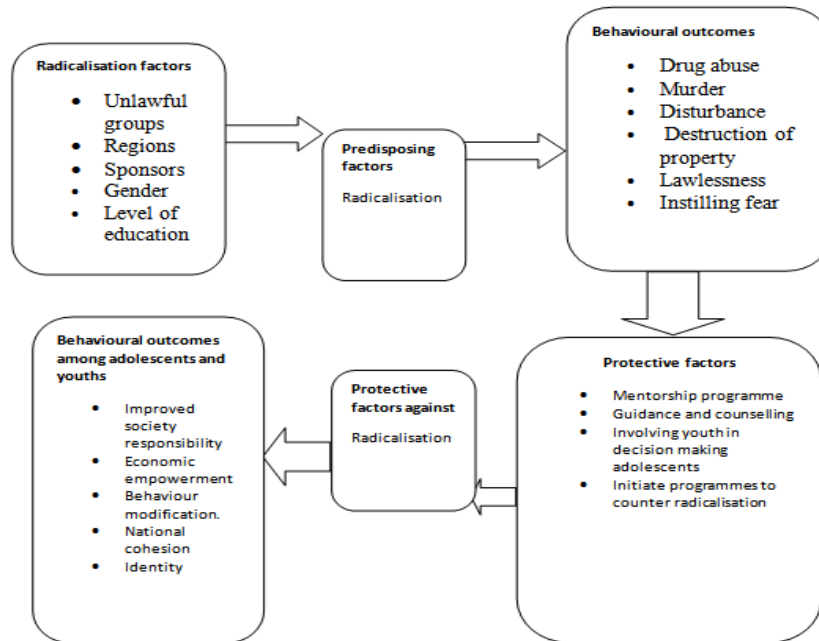 Radicalisation factors
• Unlawful
groups
• Regions
• Sponsors
• Gender
• Level of
education
Predisposing
factors
Radicalisation
Behavioural outcomes
• Drug abuse
• Murder
• Disturbance
• Destruction of
property
• Lawlessness
• Instilling fear
Protective factors
• Mentorship programme
• Guidance and counselling
• Involving youth in
decision making
adolescents
• Initiate programmes to
counter radicalisation
Protective
factors against
Radicalisation
Behavioural outcomes
among adolescents and
youths
• Improved
society
responsibility
• Economic
empowerment
• Behaviour
modification.
• National
cohesion
• Identity